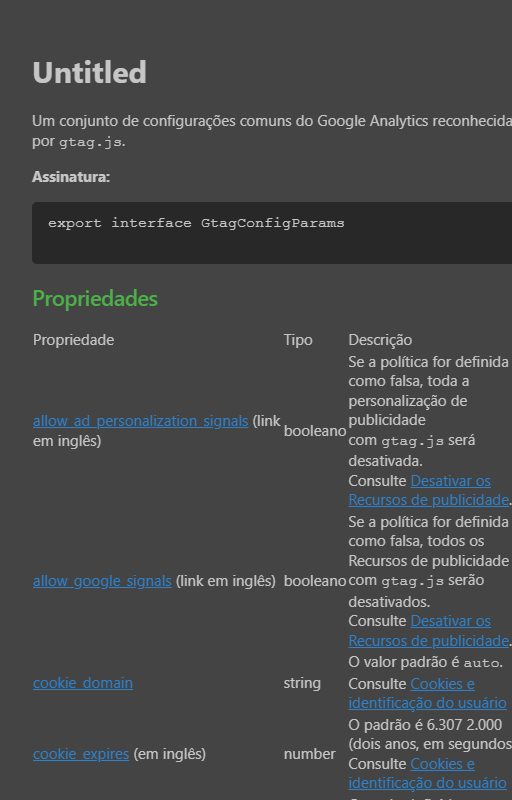 Untitled
Um conjunto de configurações comuns do Google Analytics reconhecida
por gtag.js.
Assinatura:
export interface GtagConfigParams
Propriedades
Propriedade Tipo Descrição
allow_ad_personalization_signals (link
em inglês)
booleano
Se a política for definida
como falsa, toda a
personalização de
publicidade
com gtag.js será
desativada.
Consulte Desativar os
Recursos de publicidade.
allow_google_signals (link em inglês)
booleano
Se a política for definida
como falsa, todos os
Recursos de publicidade
com gtag.js serão
desativados.
Consulte Desativar os
Recursos de publicidade.
cookie_domain
string
O valor padrão é auto.
Consulte Cookies e
identificação do usuário
cookie_expires (em inglês)
number
O padrão é 6.307 2.000
(dois anos, em segundos
Consulte Cookies e
identificação do usuário